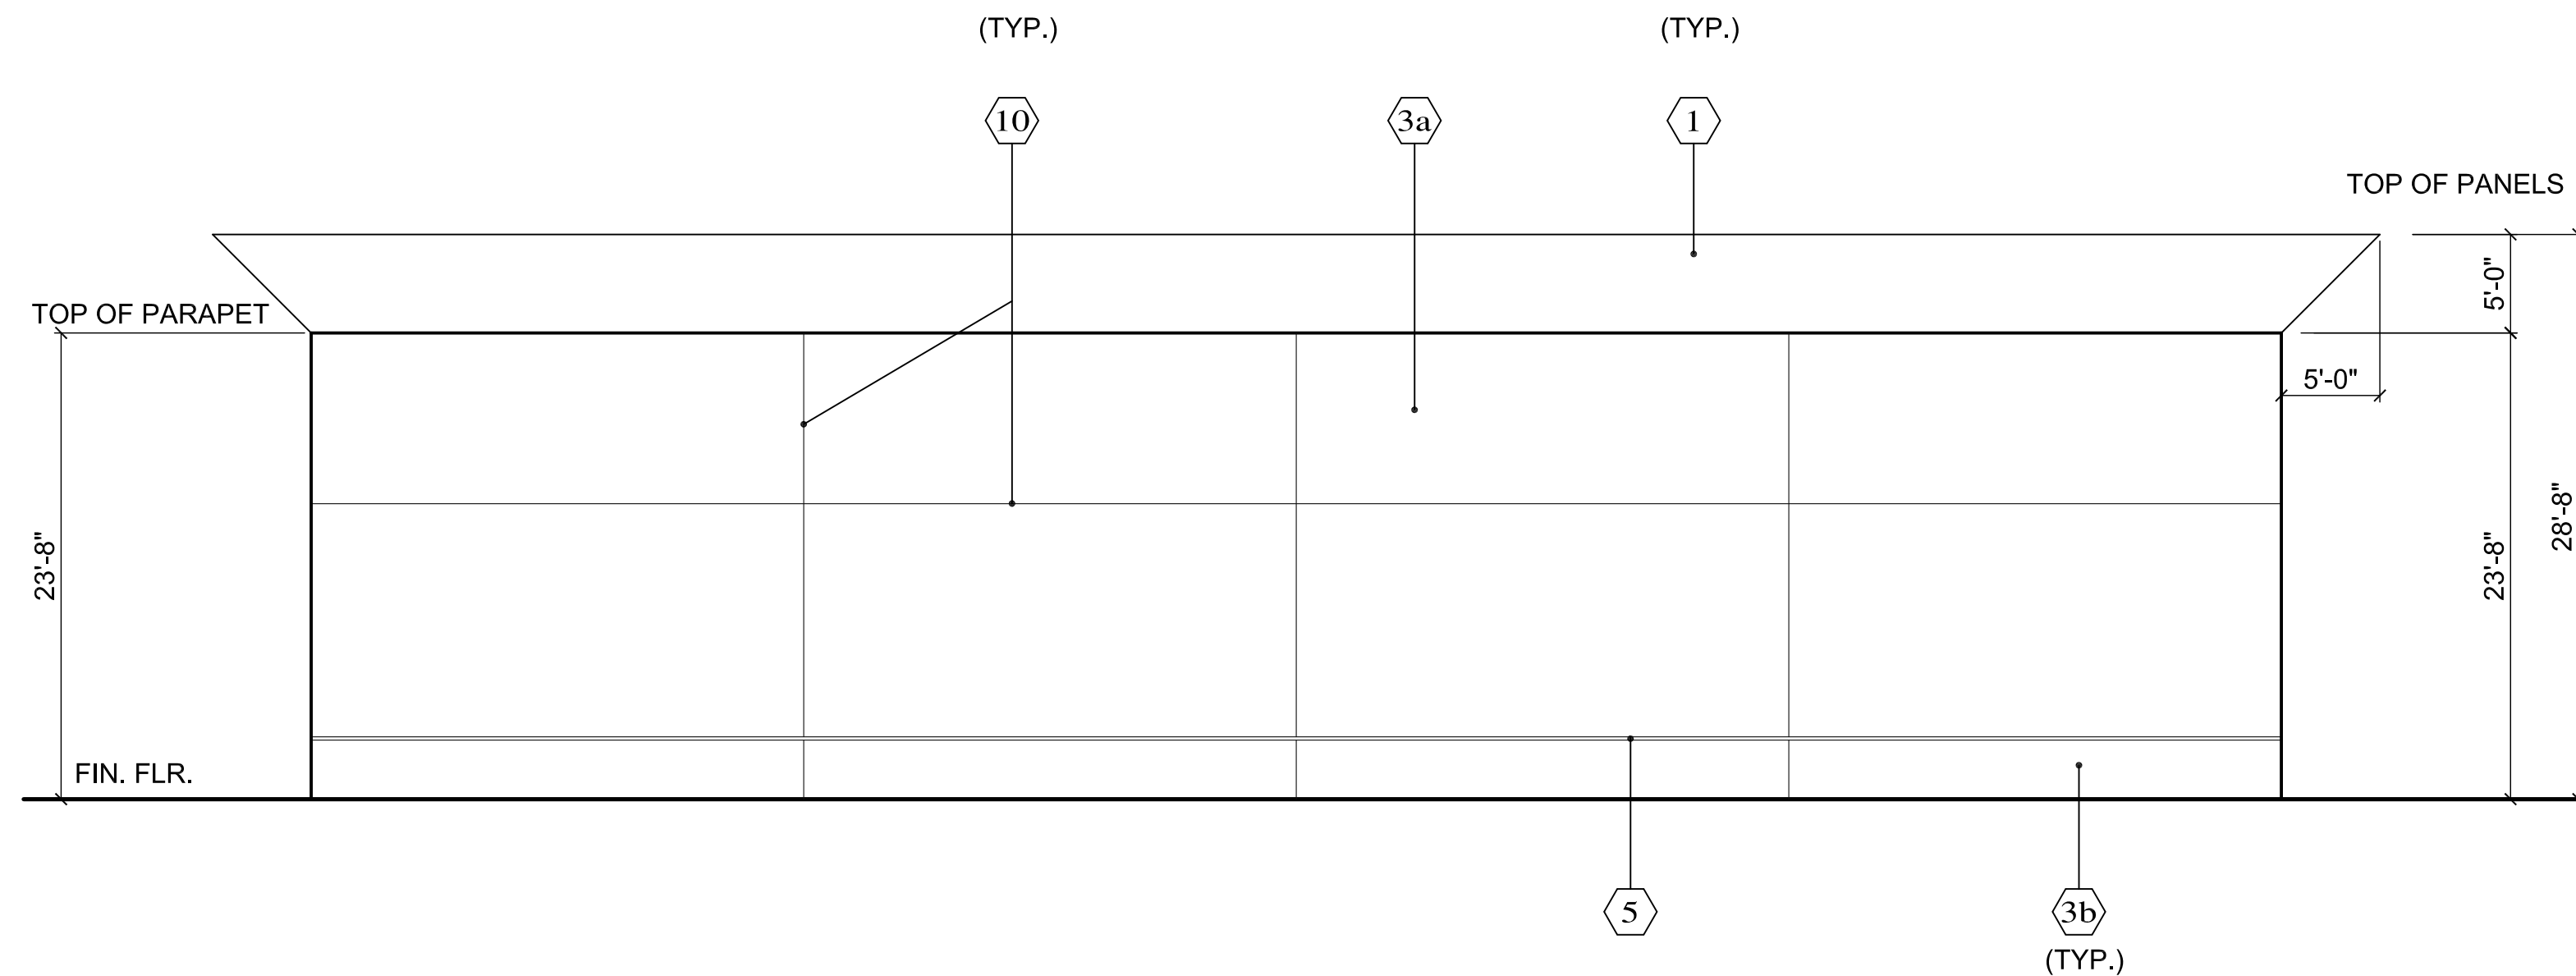 (TYP.)
(TYP.)
10
3a
1
TOP OF PANELS
5'-0"
TOP OF PARAPET
5'-0"
23'-8"
23'-8"
28'-8"
FIN. FLR.
5
3b
(TYP.)